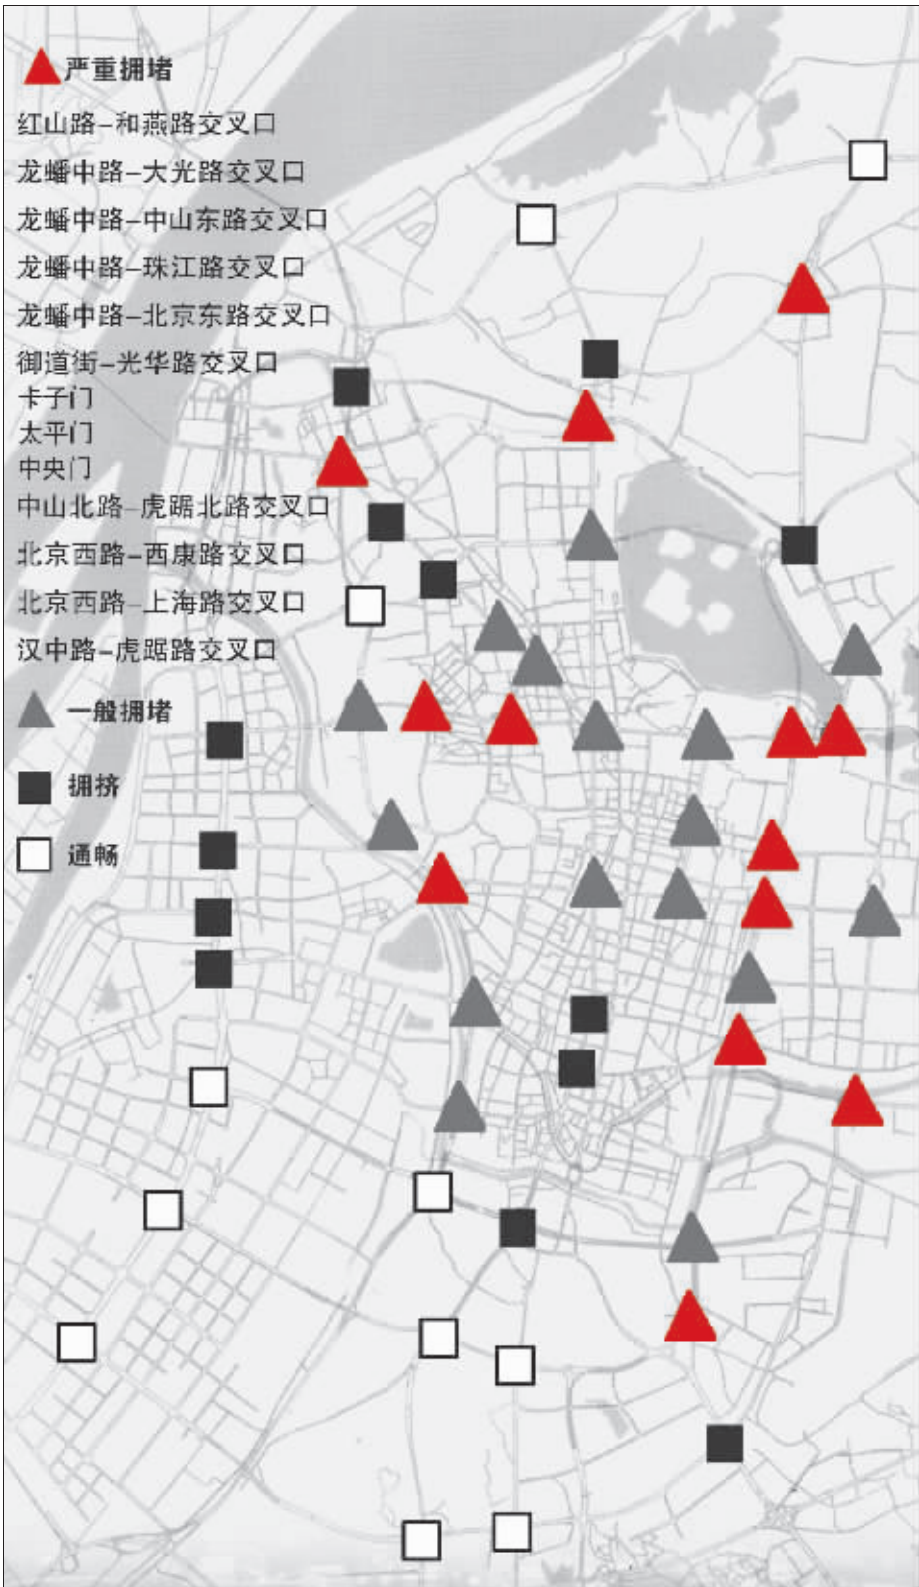 严重拥堵
红山路-和燕路交叉口
龙蟠中路-大光路交叉口
龙蟠中路-中山东路交叉口
龙蟠中路-珠江路交叉口
龙蟠中路-北京东路交叉口
御道街-光华路交叉口
卡子门
太平门
中央门
中山北路-虎踞北路交叉口
北京西路-西康路交叉口
北京西路-上海路交叉口
汉中路-虎踞路交叉口
一般拥堵
拥挤
通畅